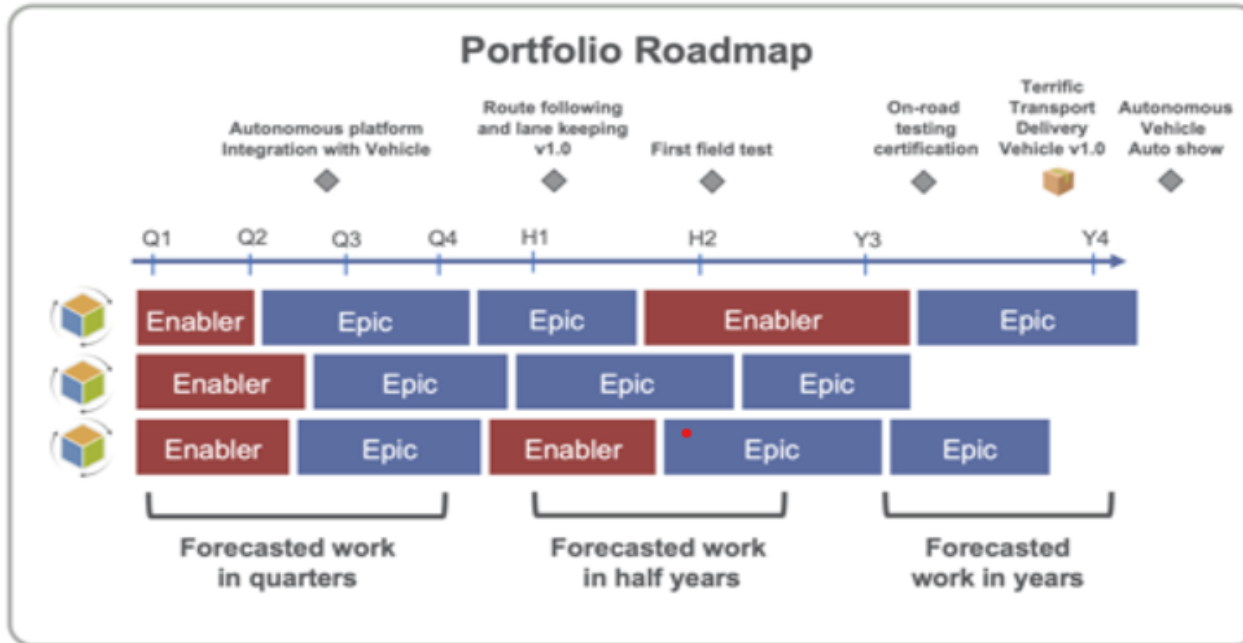 Portfolio Roadmap
Autonomous platform
Integration with Vehicle
Route following
and lane keeping
v1.0
First field test
On-road
testing
certification
Terrific
Transport
Delivery
Vehicle v1.0
Autonomous
Vehicle
Auto show
Q1 Q2 Q3 Q4 H1 H2 Y3 Y4
Enabler Epic Epic Enabler Epic
Enabler Epic Epic Epic
Enabler Epic Enabler Epic Epic
Forecasted work
in quarters
Forecasted work
in half years
Forecasted
work in years